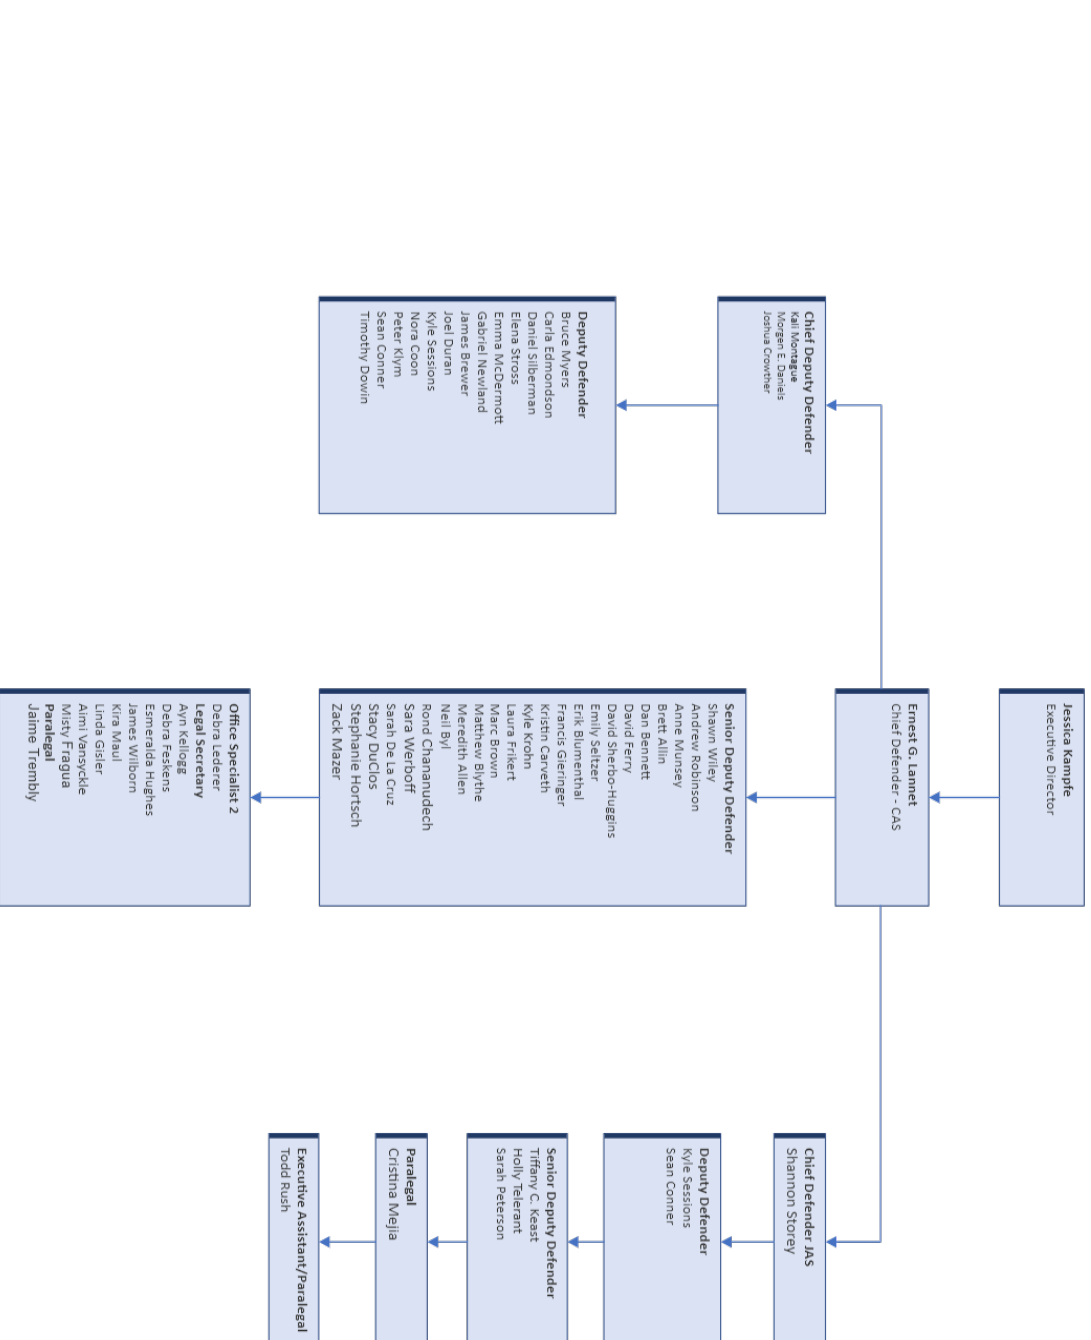 Jessica Kampfe
Executive Director
Ernest G. Lannet
Chief Defender - CAS
Chief Deputy Defender
Kali Montague
Morgen E. Daniels
Joshua Crowther
Deputy Defender
Bruce Myers
Carla Edmondson
Daniel Silberman
Elena Stross
Emma McDermott
Gabriel Newland
James Brewer
Joel Duran
Kyle Sessions
Nora Coon
Peter Klym
Sean Conner
Timothy Dowin
Senior Deputy Defender
Shawn Wiley
Andrew Robinson
Anne Munsey
Brett Allin
Dan Bennett
David Ferry
David Sherbo-Huggins
Emily Seltzer
Erik Blumenthal
Francis Gieringer
Kristin Carveth
Kyle Krohn
Laura Frikert
Marc Brown
Matthew Blythe
Meredith Allen
Neil Byl
Rond Chananudech
Sara Werboff
Sarah De La Cruz
Stacy DuClos
Stephanie Hortsch
Zack Mazer
Office Specialist 2
Debra Lederer
Legal Secretary
Ayn Kellogg
Debra Feskens
Esmeralda Hughes
James Wilborn
Kira Maul
Linda Gisler
Aimi Vansyckle
Misty Fragua
Paralegal
Jaime Trembly
Chief Defender JAS
Shannon Storey
Deputy Defender
Kyle Sessions
Sean Conner
Senior Deputy Defender
Tiffany C. Keast
Holly Telerant
Sarah Peterson
Paralegal
Cristina Mejia
Executive Assistant/Paralegal
Todd Rush